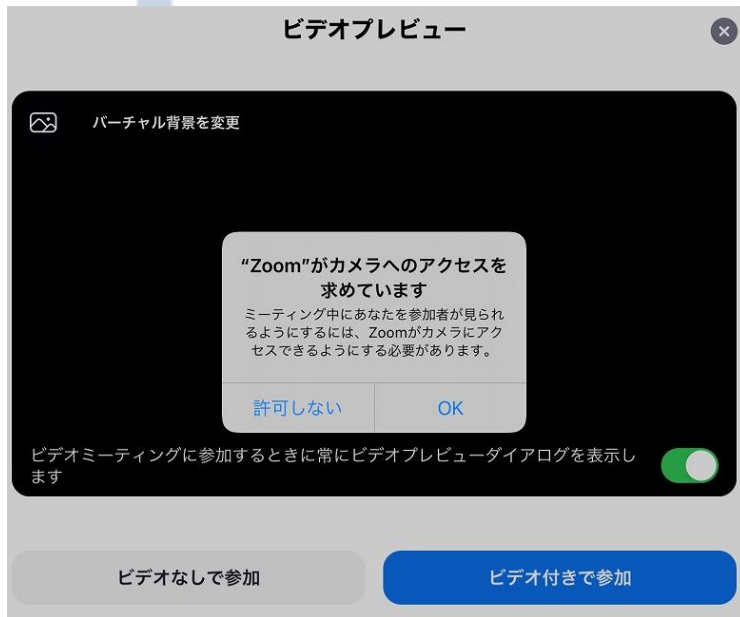 ビデオプレビュー
バーチャル背景を変更
“Zoom”がカメラへのアクセスを
求めています
ミーティング中にあなたを参加者が見られ
るようにするには、Zoomがカメラにアク
セスできるようにする必要があります。
許可しない OK
ビデオミーティングに参加するときに常にビデオプレビューダイアログを表示し
ます
ビデオなしで参加 ビデオ付きで参加